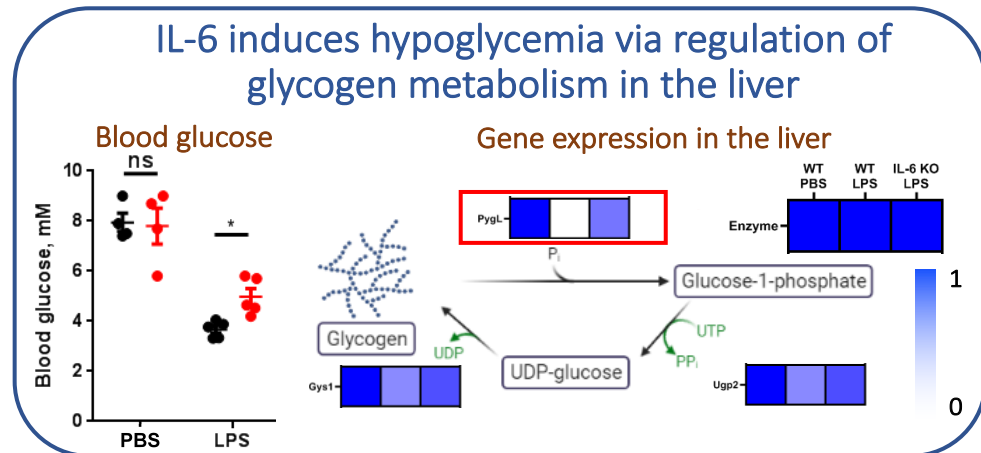 IL-6 induces hypoglycemia via regulation of
glycogen metabolism in the liver
Blood glucose
ns
*
Blood glucose, mM
10
8
6
4
2
0
PBS
LPS
Gene expression in the liver
WT PBS
WT LPS
IL-6 KO LPS
Enzyme
PygL
Pi
Glucose-1-phosphate
Glycogen
UTP
UDP
PPi
UDP-glucose
Gys1
Ugp2
1
0